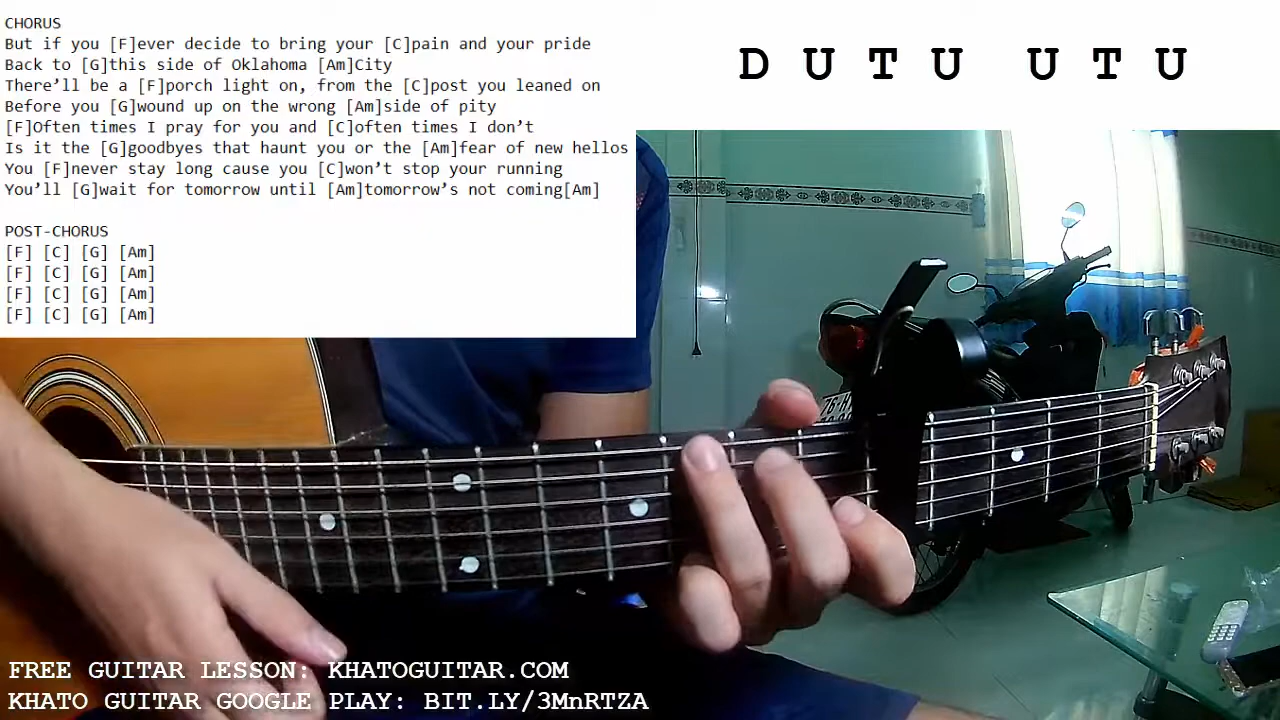 CHORUS
But if you [F]ever decide to bring your [C]pain and your pride
Back to [G]this side of Oklahoma [Am]City
There’ll be a [F]porch light on, from the [C]post you leaned on
Before you [G]wound up on the wrong [Am]side of pity
[F]Often times I pray for you and [C]often times I don’t
Is it the [G]goodbyes that haunt you or the [Am]fear of new hellos
You [F]never stay long cause you [C]won’t stop your running
You’ll [G]wait for tomorrow until [Am]tomorrow’s not coming[Am]
POST-CHORUS
[F] [C] [G] [Am]
[F] [C] [G] [Am]
[F] [C] [G] [Am]
[F] [C] [G] [Am]
D U T U U T U
FREE GUITAR LESSON: KHATOGUITAR.COM
KHATO GUITAR GOOGLE PLAY: BIT.LY/3MnRTZA